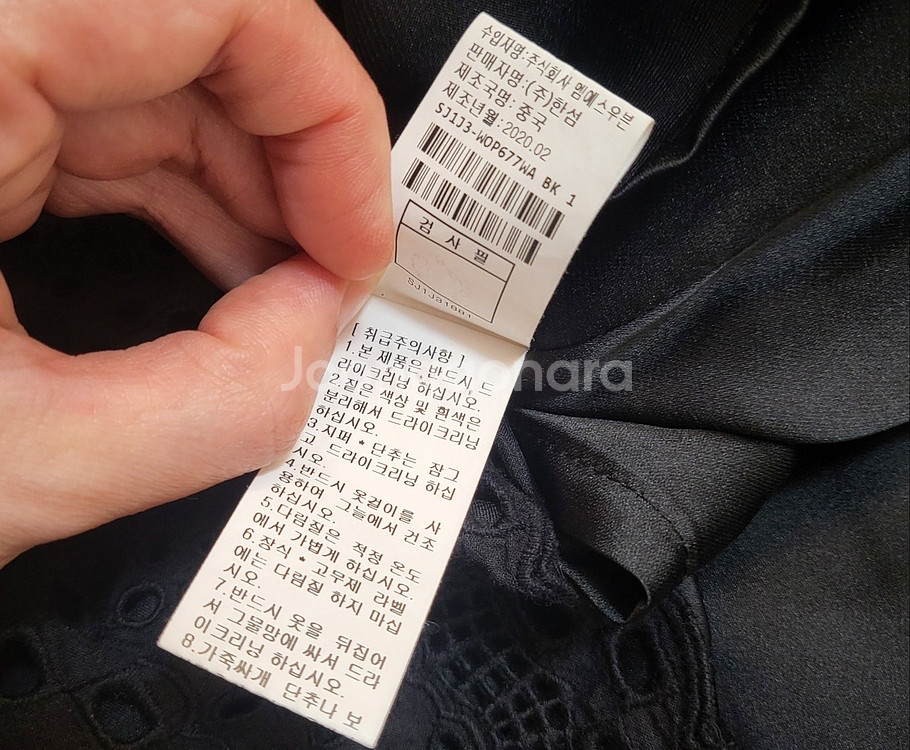 수입자명:주식회사 엠에스우븐
판매자명:(주)한섬
제조국명: 중국
제조년월:2020.02
SJ1J3-WOP677WA BK 1
검 사 필
[ 취급주의사항 ]
1.본 제품은 반드시 드
라이크리닝 하십시오.
2.짙은 색상 및 흰색은
분리해서 드라이크리닝
하십시오.
3.지퍼 * 단추는 잠그
고 드라이크리닝 하십
시오.
4.반드시 옷걸이를 사
용하여 그늘에서 건조
하십시오.
5.다림질은 적정 온도
에서 가볍게 하십시오.
6.장식 * 고무제 라벨
에는 다림질 하지 마십
시오.
7.반드시 옷을 뒤집어
서 그물망에 싸서 드라
이크리닝 하십시오.
8.가죽싸개 단추나 보